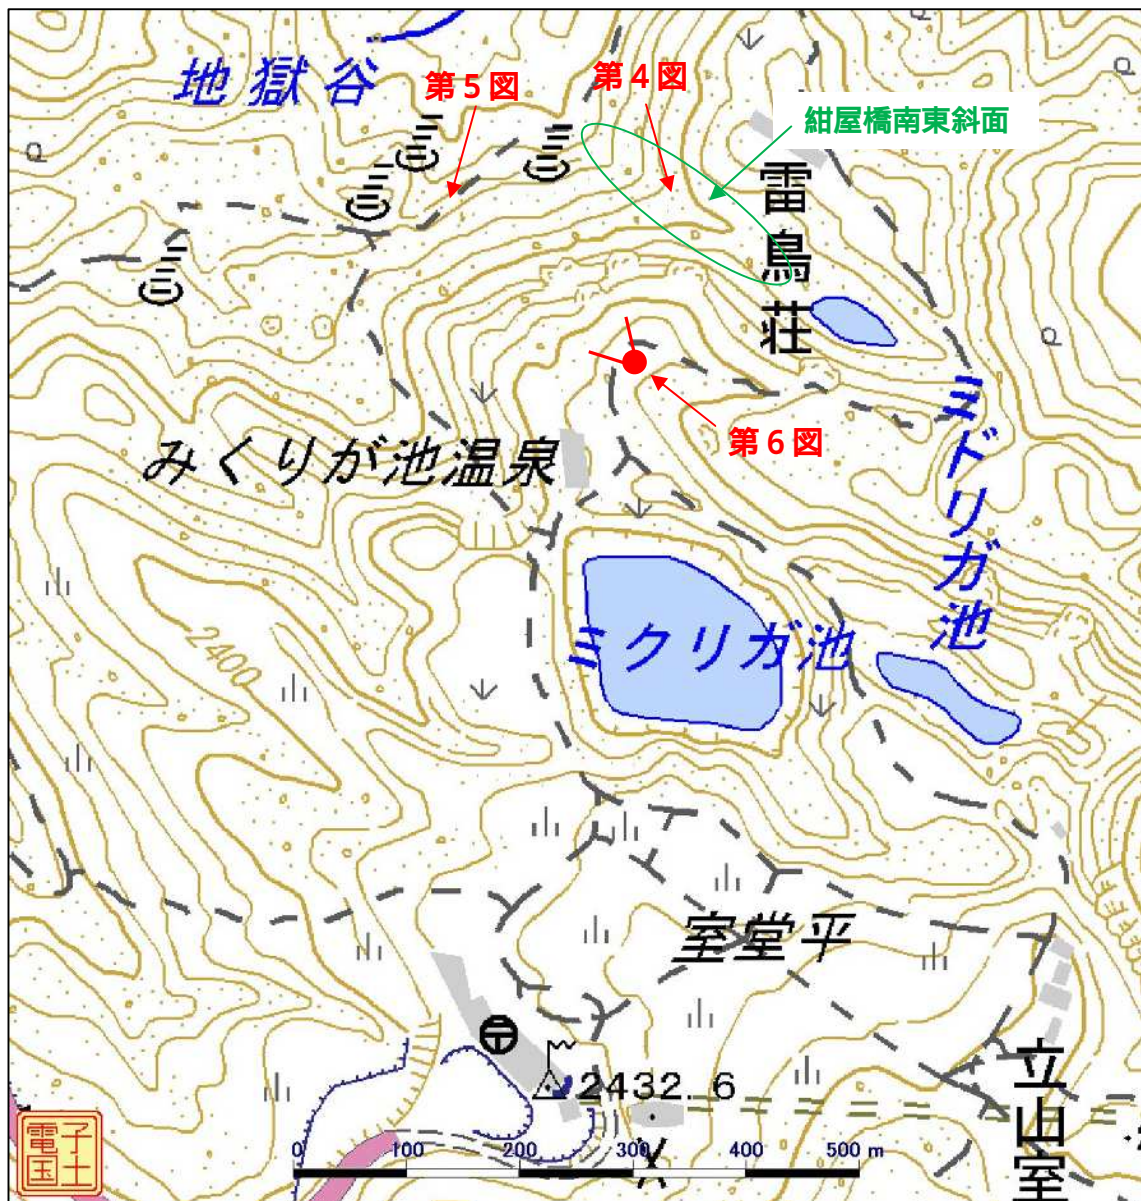 地獄谷
第５図
第４図
紺屋橋南東斜面
雷鳥荘
第６図
みくりが池温泉
ミドリガ池
ミクリガ池
2400
室堂平
2432.6
立山室
0 100 200 300 400 500 m
電子
国土